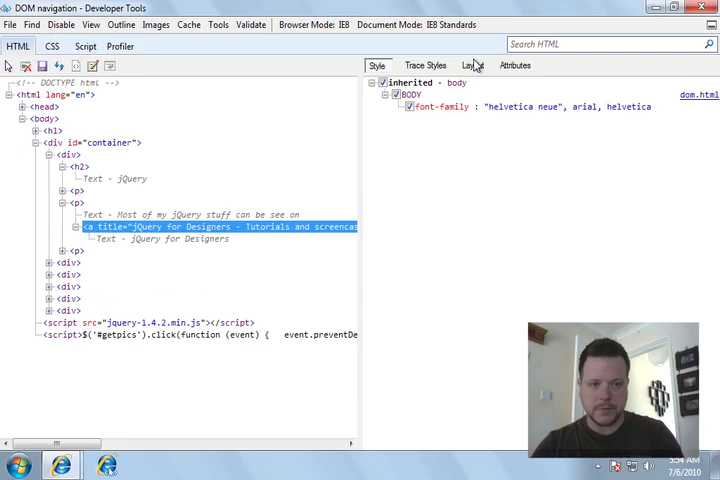 DOM navigation - Developer Tools
File Find Disable View Outline Images Cache Tools Validate Browser Mode: IE8 Document Mode: IE8 Standards
HTML CSS Script Profiler Search HTML
Style Trace Styles Attributes
<!-- DOCTYPE html -->
<html lang="en">
<head>
<body>
<h1>
<div id="container">
<div>
<h2>
Text - jQuery
<p>
<p>
Text - Most of my jQuery stuff can be see on
<a title="jQuery for Designers - Tutorials and screencas
Text - jQuery for Designers
<p>
<div>
<div>
<div>
<div>
<div>
<script src="jquery-1.4.2.min.js"></script>
<script>$('#getpics').click(function (event) { event.preventDe
inherited - body
BODY dom.html
font-family : "helvetica neue", arial, helvetica
5:54 AM
7/6/2010